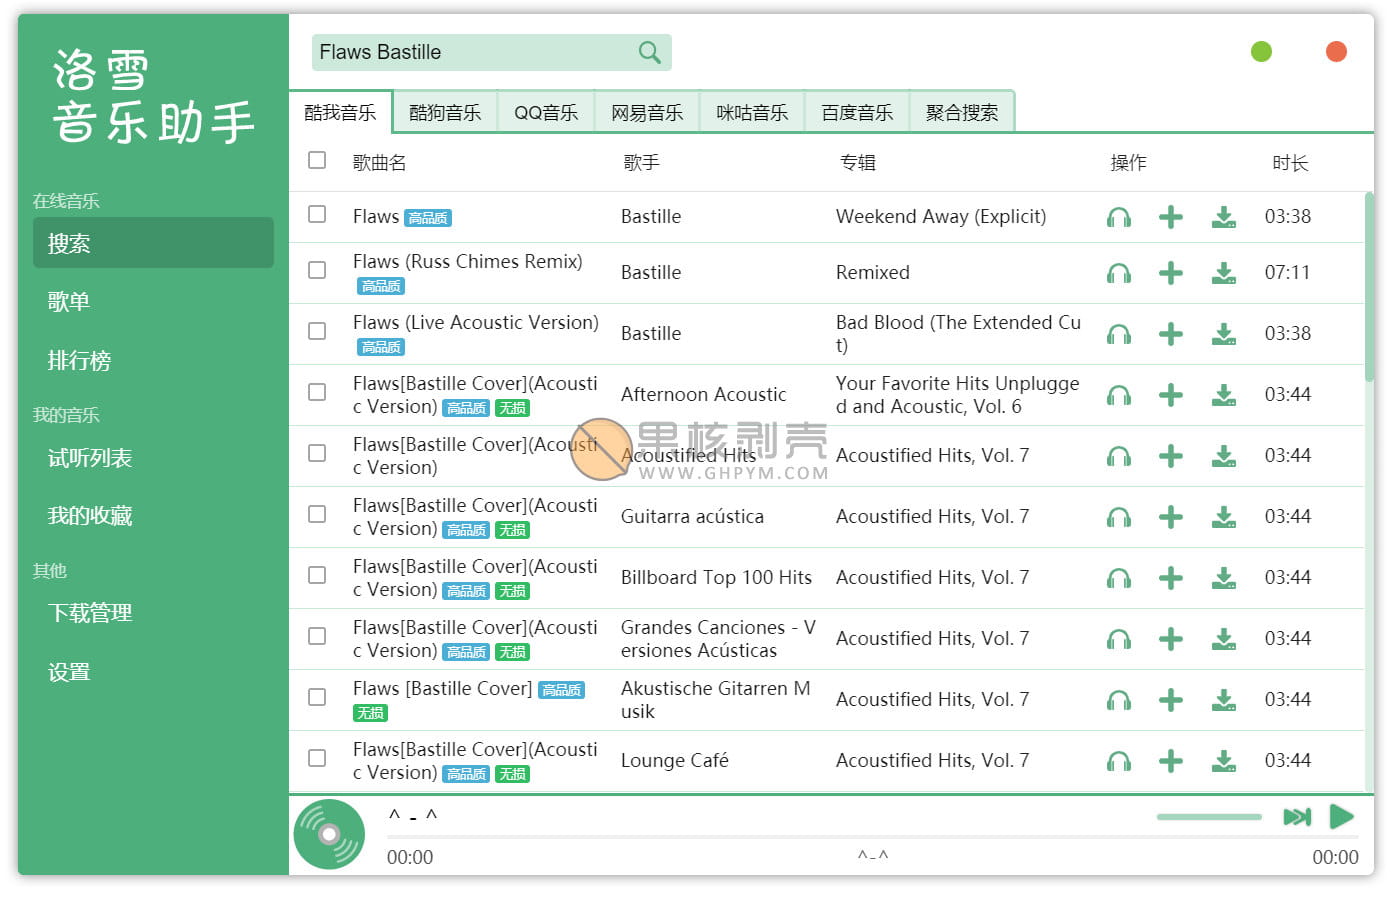 洛雪
音乐助手
在线音乐
搜索
歌单
排行榜
我的音乐
试听列表
我的收藏
其他
下载管理
设置
Flaws Bastille
酷我音乐 酷狗音乐 QQ音乐 网易音乐 咪咕音乐 百度音乐 聚合搜索
歌曲名 歌手 专辑 操作 时长
Flaws 高品质 Bastille Weekend Away (Explicit) 03:38
Flaws (Russ Chimes Remix)
高品质
Bastille Remixed 07:11
Flaws (Live Acoustic Version)
高品质
Bastille
Bad Blood (The Extended Cu
t)
03:38
Flaws[Bastille Cover](Acousti
c Version) 高品质 无损
Afternoon Acoustic
Your Favorite Hits Unplugge
d and Acoustic, Vol. 6
03:44
Flaws[Bastille Cover](Acousti
c Version)
Acoustified Hits Acoustified Hits, Vol. 7 03:44
果核剥壳
WWW.GHPYM.COM
Flaws[Bastille Cover](Acousti
c Version) 高品质 无损
Guitarra acústica Acoustified Hits, Vol. 7 03:44
Flaws[Bastille Cover](Acousti
c Version) 高品质 无损
Billboard Top 100 Hits Acoustified Hits, Vol. 7 03:44
Flaws[Bastille Cover](Acousti
c Version) 高品质 无损
Grandes Canciones - V
ersiones Acústicas
Acoustified Hits, Vol. 7 03:44
Flaws [Bastille Cover] 高品质
无损
Akustische Gitarren M
usik
Acoustified Hits, Vol. 7 03:44
Flaws[Bastille Cover](Acousti
c Version) 高品质 无损
Lounge Café Acoustified Hits, Vol. 7 03:44
^ - ^
00:00 ^-^ 00:00